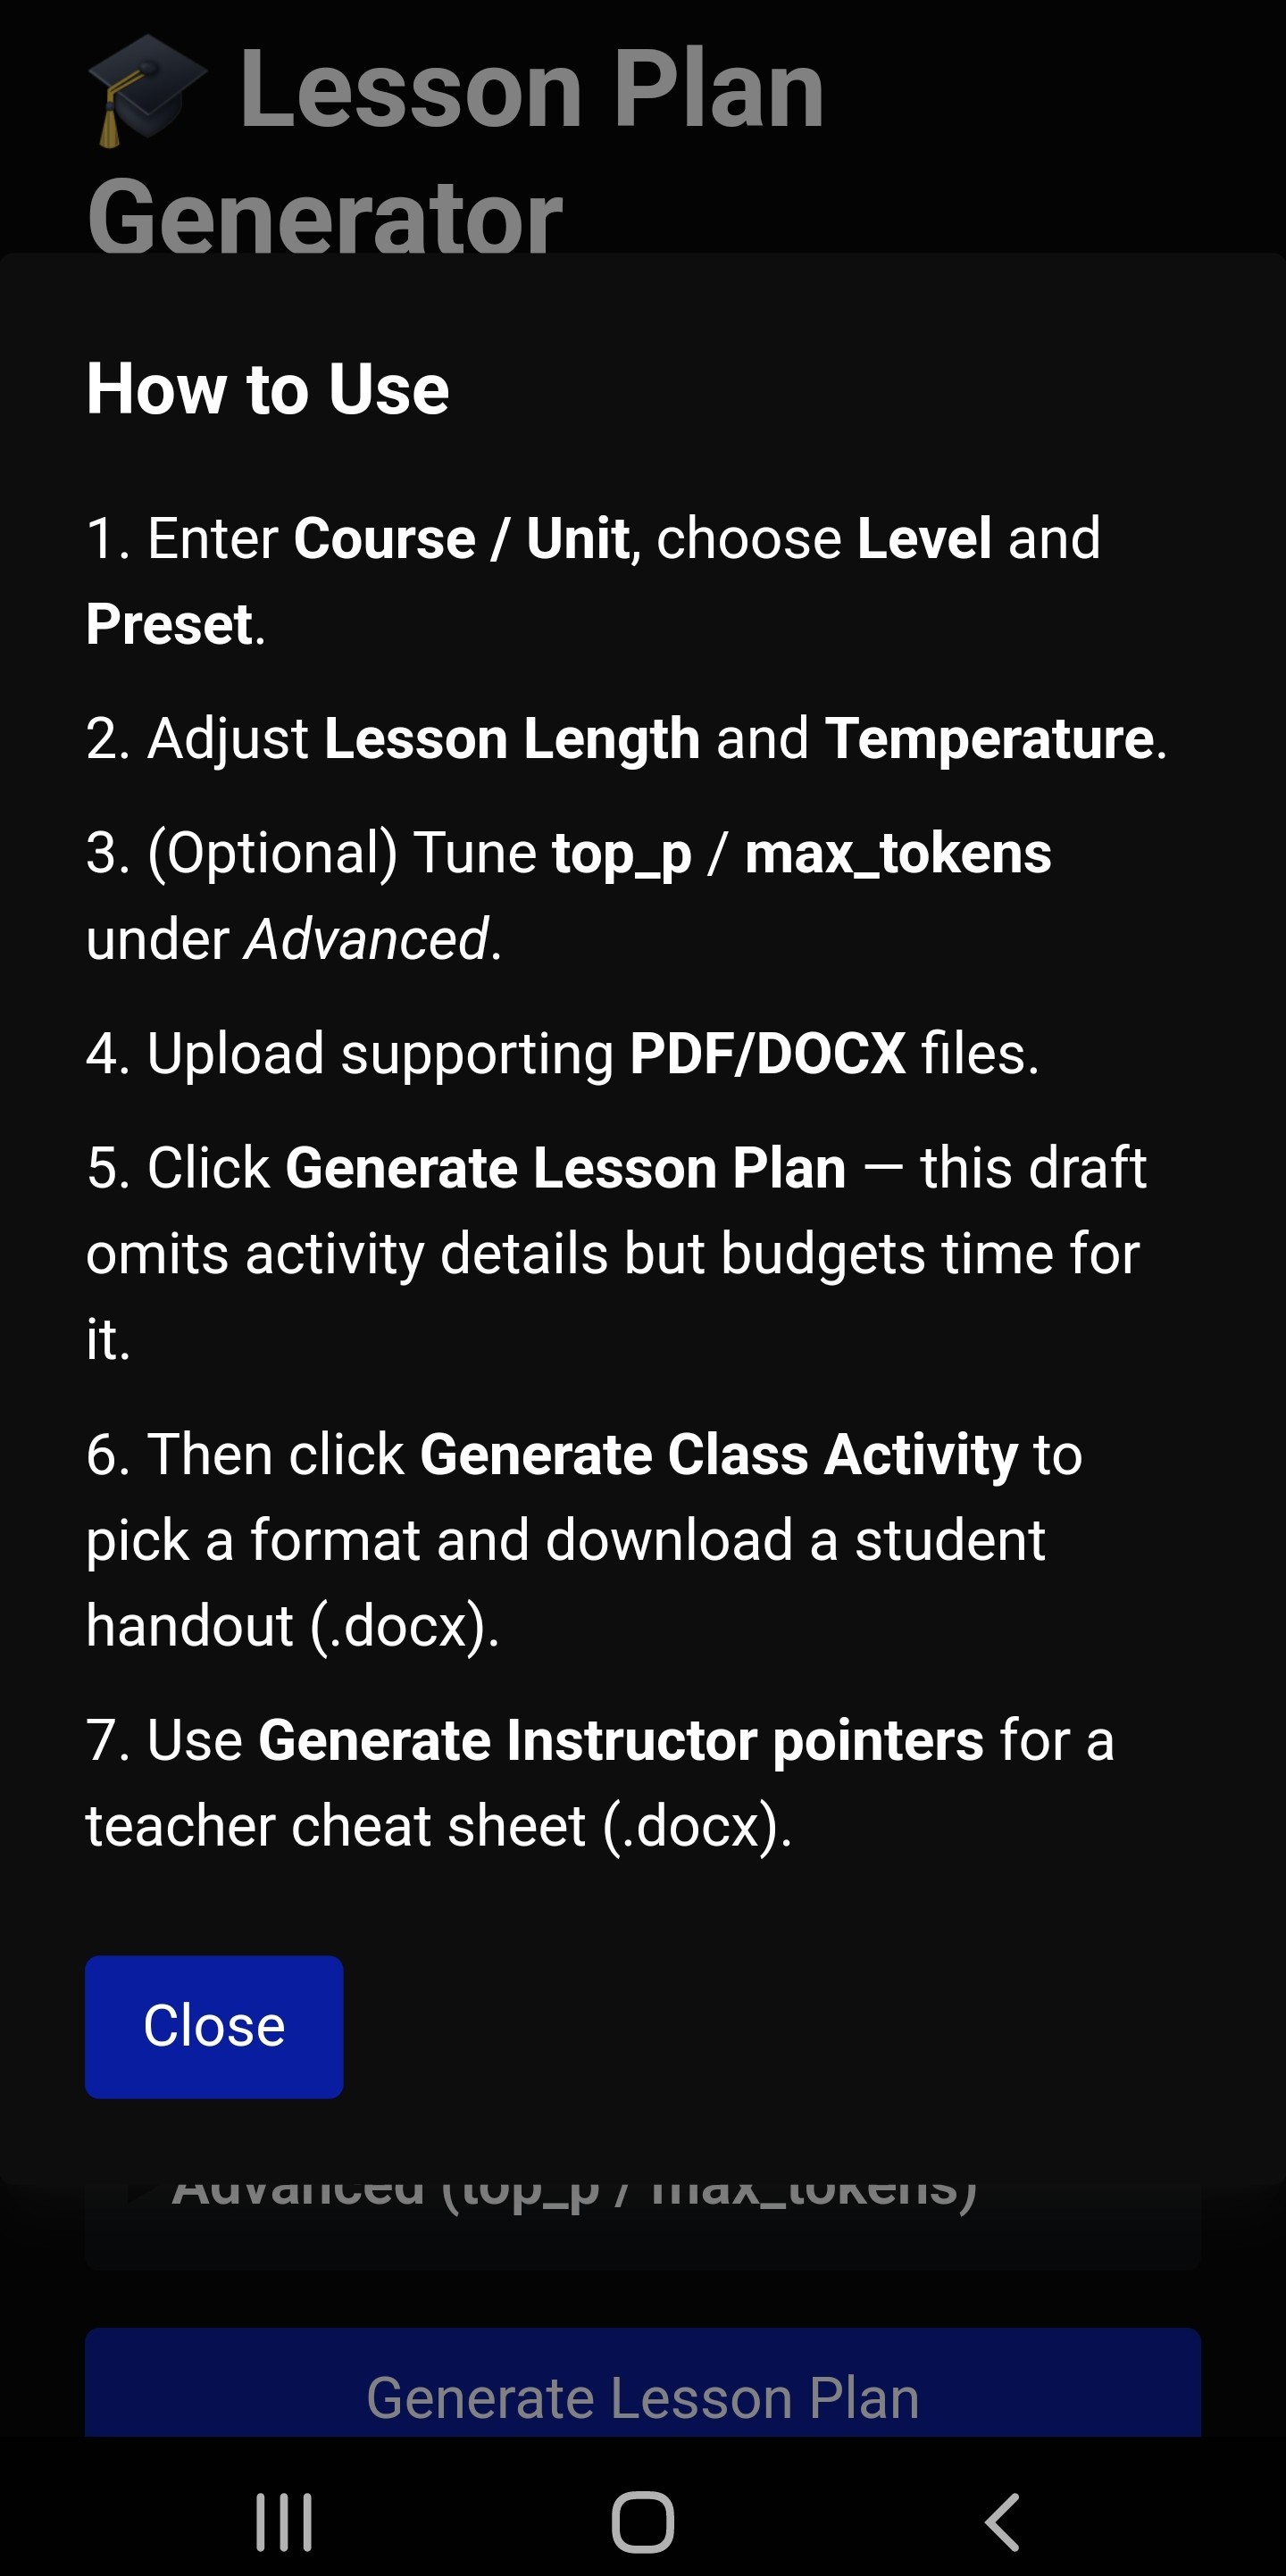 🎓 Lesson Plan
Generator
How to Use
1. Enter Course / Unit, choose Level and
Preset.
2. Adjust Lesson Length and Temperature.
3. (Optional) Tune top_p / max_tokens
under Advanced.
4. Upload supporting PDF/DOCX files.
5. Click Generate Lesson Plan — this draft
omits activity details but budgets time for
it.
6. Then click Generate Class Activity to
pick a format and download a student
handout (.docx).
7. Use Generate Instructor pointers for a
teacher cheat sheet (.docx).
Close
Advanced (top_p / max_tokens)
Generate Lesson Plan